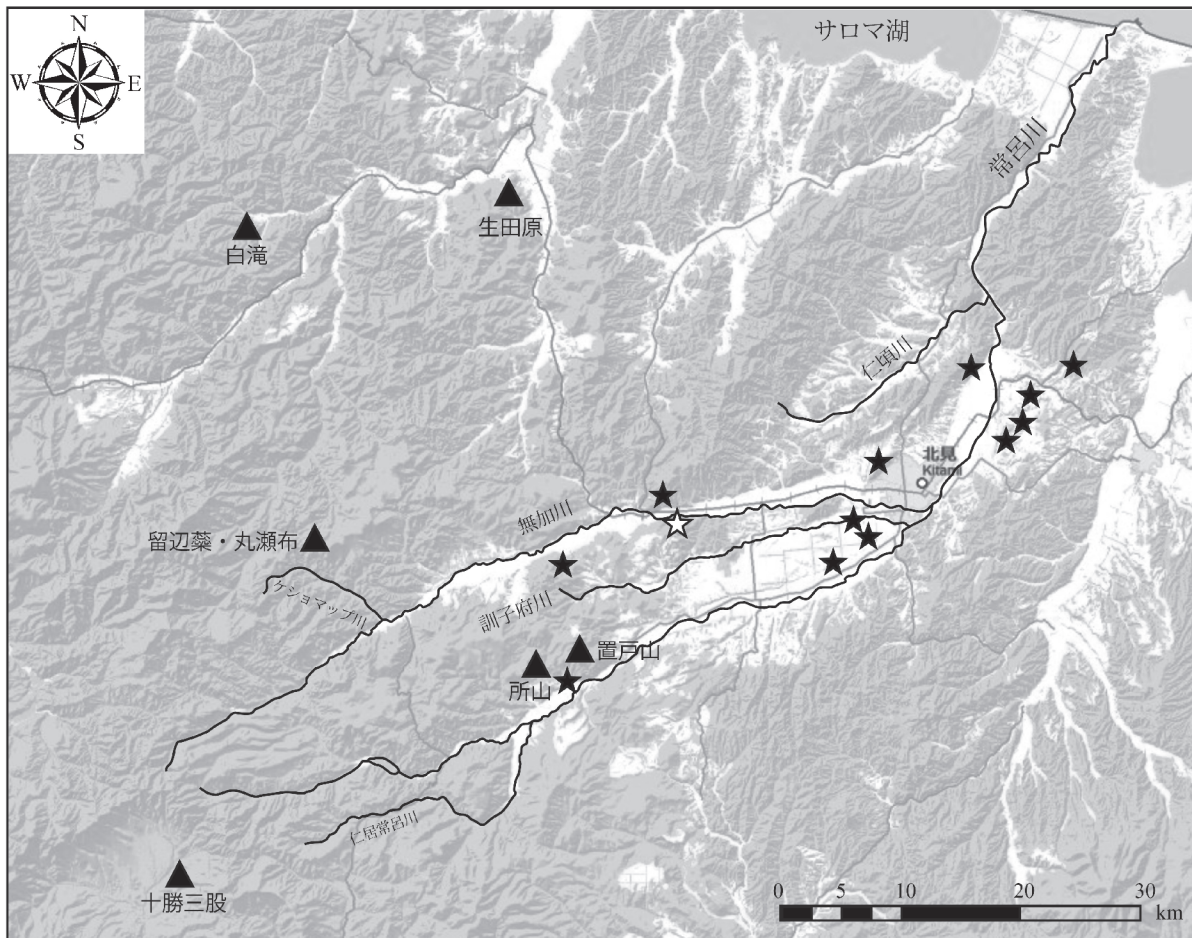 N
W E
S
サロマ湖
常呂川
生田原
白滝
仁頃川
北見
Kitami
無加川
留辺蘂・丸瀬布
ケショマップ川
訓子府川
置戸山
所山
仁居常呂川
十勝三股
0 5 10 20 30
km